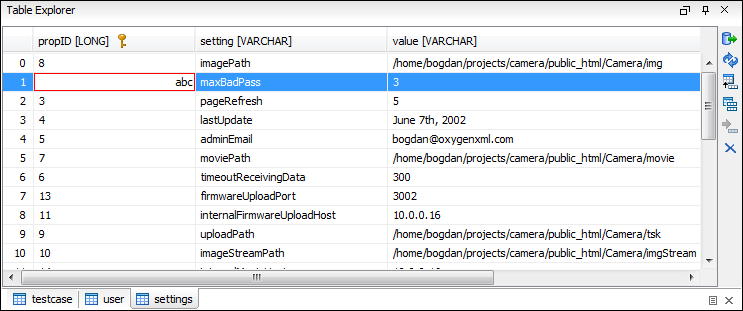 Table Explorer
propID [LONG] setting [VARCHAR] value [VARCHAR]
0 8 imagePath /home/bogdan/projects/camera/public_html/Camera/img
1 abc maxBadPass 3
2 3 pageRefresh 5
3 4 lastUpdate June 7th, 2002
4 5 adminEmail bogdan@oxygenxml.com
5 7 moviePath /home/bogdan/projects/camera/public_html/Camera/movie
6 6 timeoutReceivingData 300
7 13 firmwareUploadPort 3002
8 11 internalFirmwareUploadHost 10.0.0.16
9 9 uploadPath /home/bogdan/projects/camera/public_html/Camera/tsk
10 10 imageStreamPath /home/bogdan/projects/camera/public_html/Camera/imgStream
testcase user settings